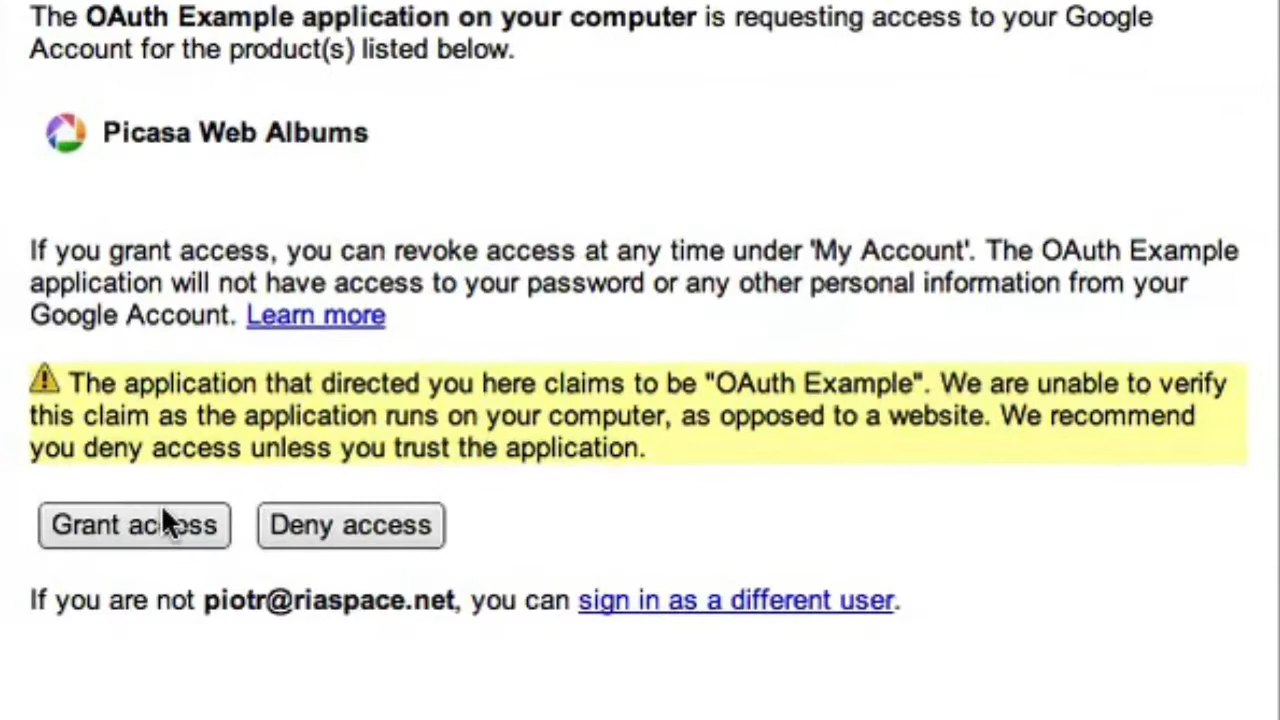 The OAuth Example application on your computer is requesting access to your Google
Account for the product(s) listed below.
Picasa Web Albums
If you grant access, you can revoke access at any time under 'My Account'. The OAuth Example
application will not have access to your password or any other personal information from your
Google Account. Learn more
The application that directed you here claims to be "OAuth Example". We are unable to verify
this claim as the application runs on your computer, as opposed to a website. We recommend
you deny access unless you trust the application.
Grant access Deny access
If you are not piotr@riaspace.net, you can sign in as a different user.